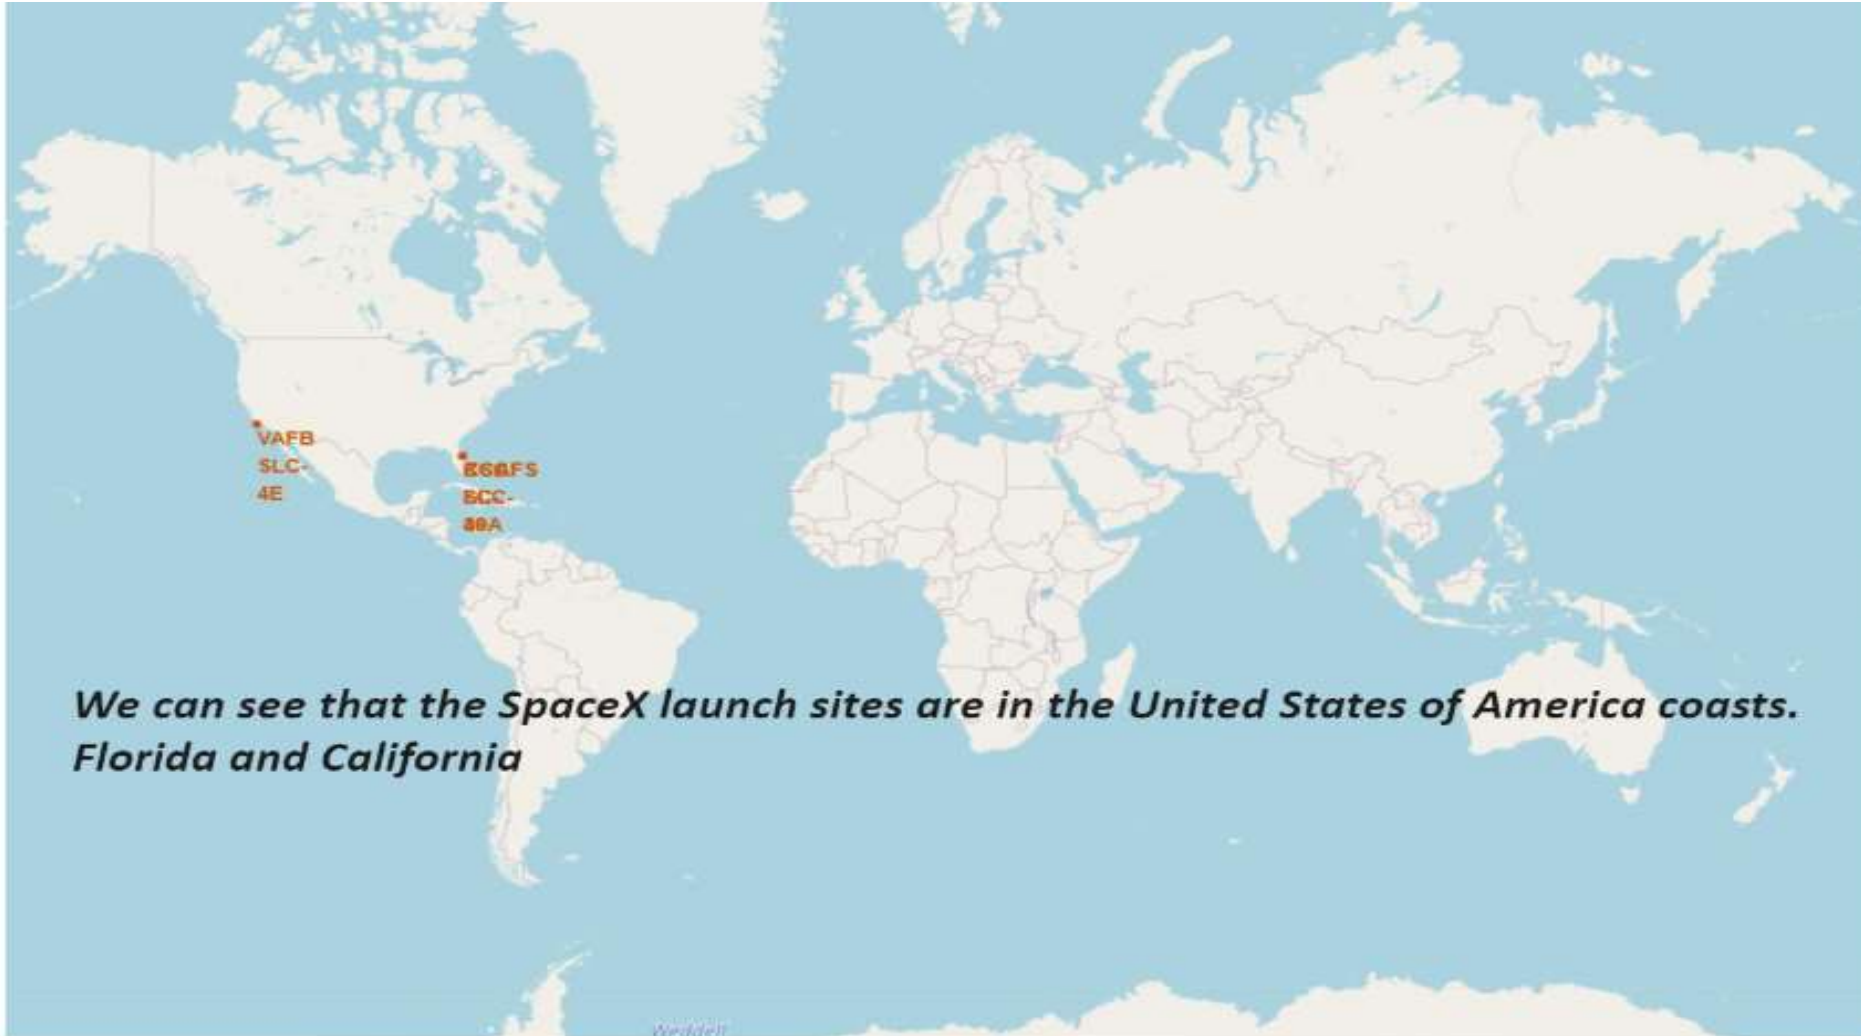 VAFB
SLC-
4E
We can see that the SpaceX launch sites are in the United States of America coasts.
Florida and California
Weddell